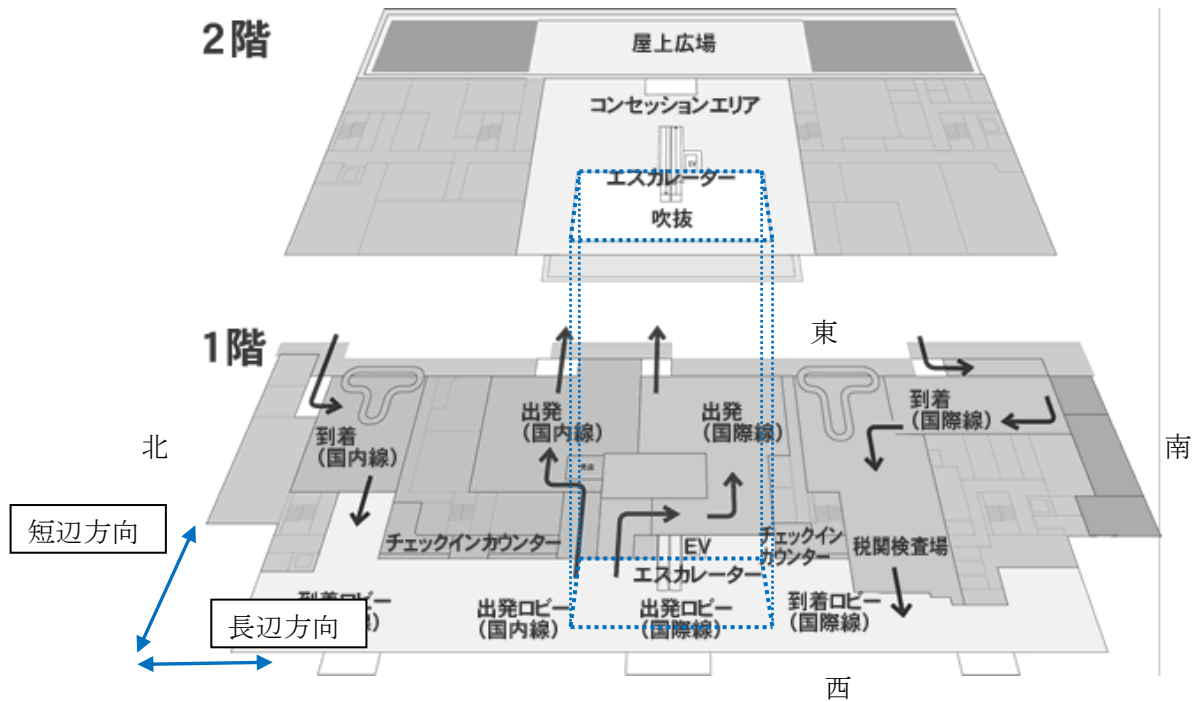 2階
屋上広場
コンセッションエリア
EV
エスカレーター
吹抜
1階
東
到着
(国際線)
出発
(国内線)
出発
(国際線)
到着
(国内線)
北
南
短辺方向
チェックインカウンター
EV
チェックイン
カウンター
税関検査場
エスカレーター
到着ロビー
線)
長辺方向
出発ロビー
(国内線)
出発ロビー
(国際線)
到着ロビー
(国際線)
西